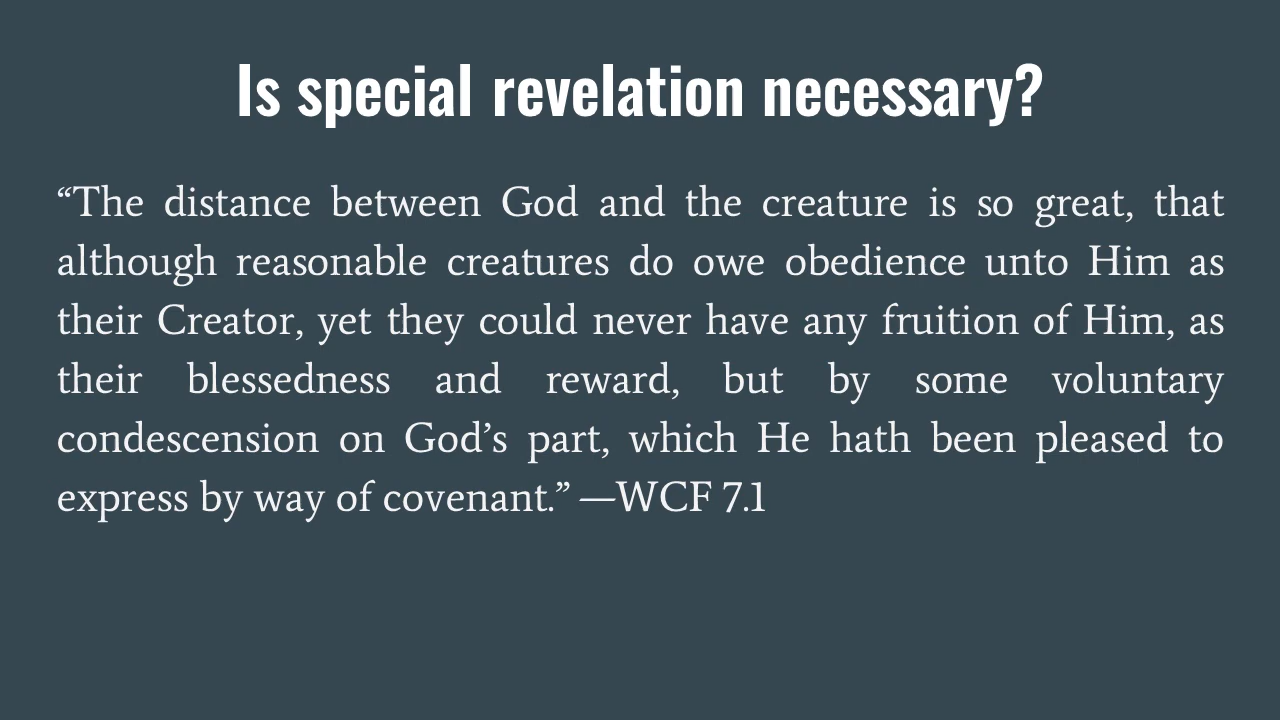 Is special revelation necessary?
“The distance between God and the creature is so great, that
although reasonable creatures do owe obedience unto Him as
their Creator, yet they could never have any fruition of Him, as
their blessedness and reward, but by some voluntary
condescension on God’s part, which He hath been pleased to
express by way of covenant.” —WCF 7.1